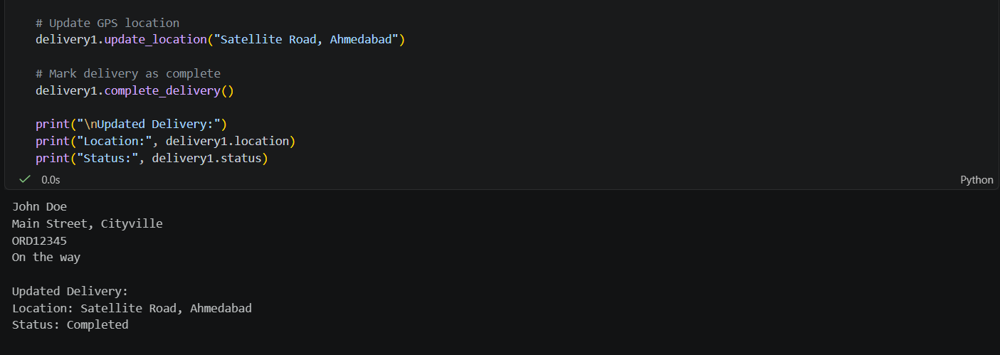 # Update GPS location
delivery1.update_location("Satellite Road, Ahmedabad")
# Mark delivery as complete
delivery1.complete_delivery()
print("\nUpdated Delivery:")
print("Location:", delivery1.location)
print("Status:", delivery1.status)
0.0s
Python
John Doe
Main Street, Cityville
ORD12345
On the way
Updated Delivery:
Location: Satellite Road, Ahmedabad
Status: Completed